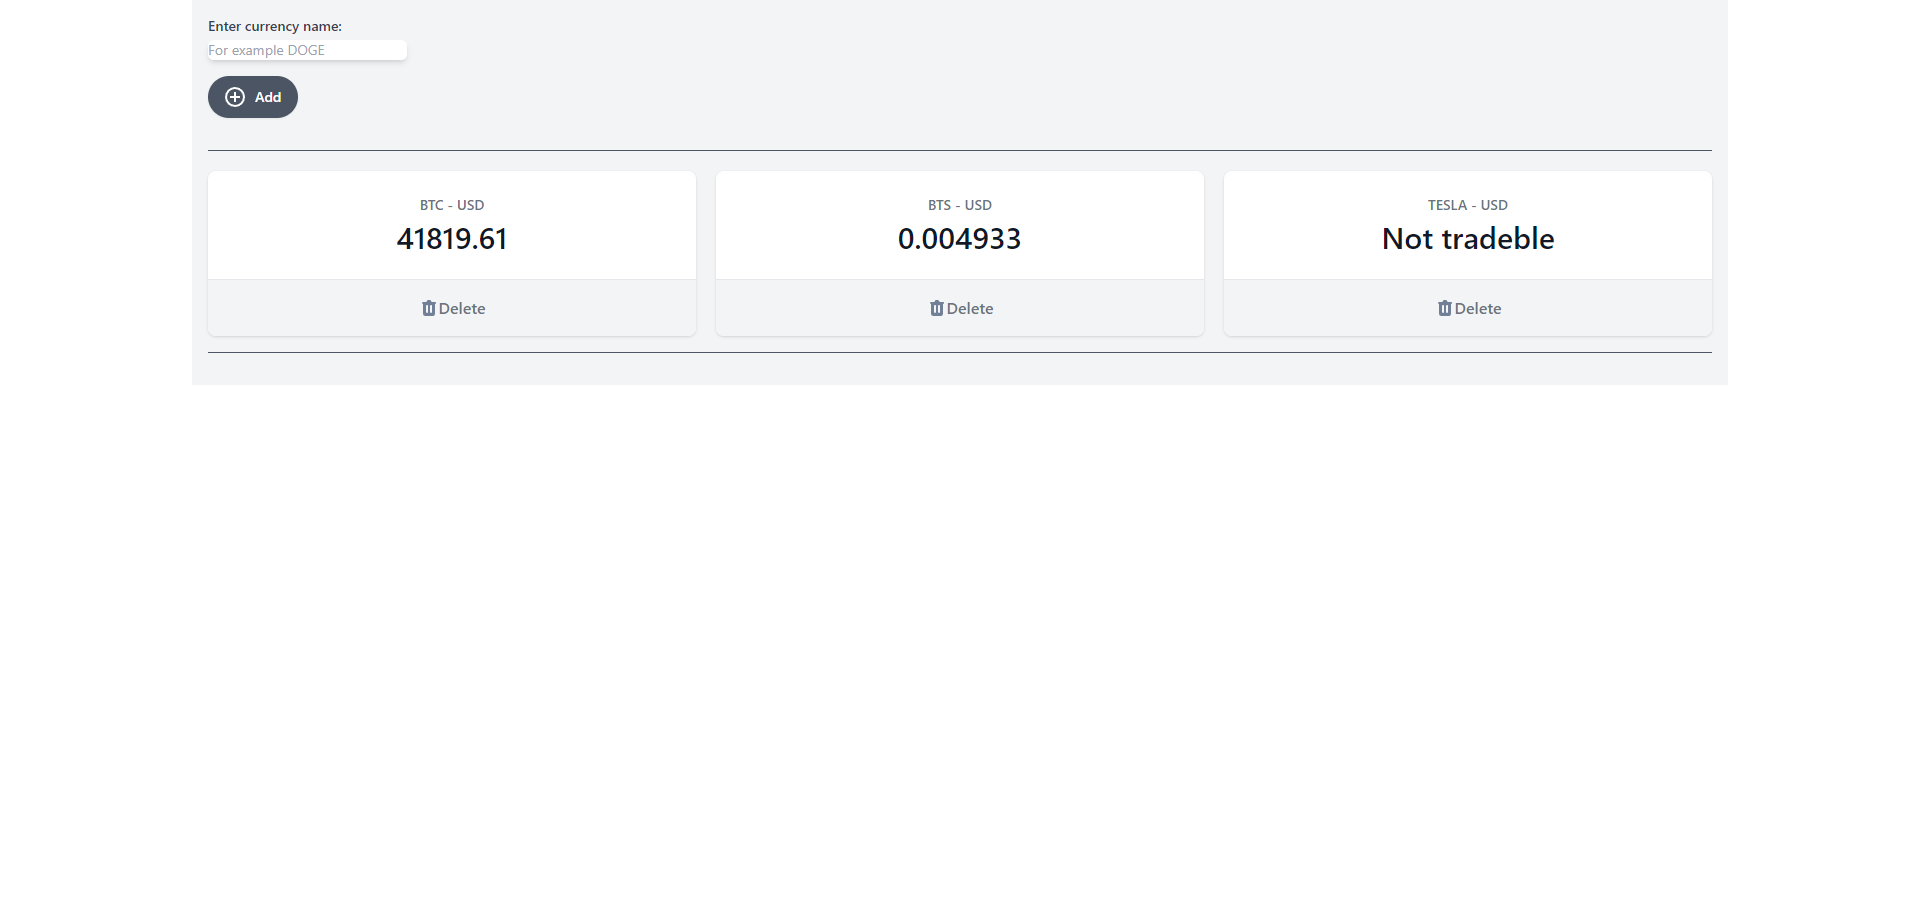 Enter currency name:
For example DOGE
Add
BTC - USD
41819.61
Delete
BTS - USD
0.004933
Delete
TESLA - USD
Not tradeble
Delete